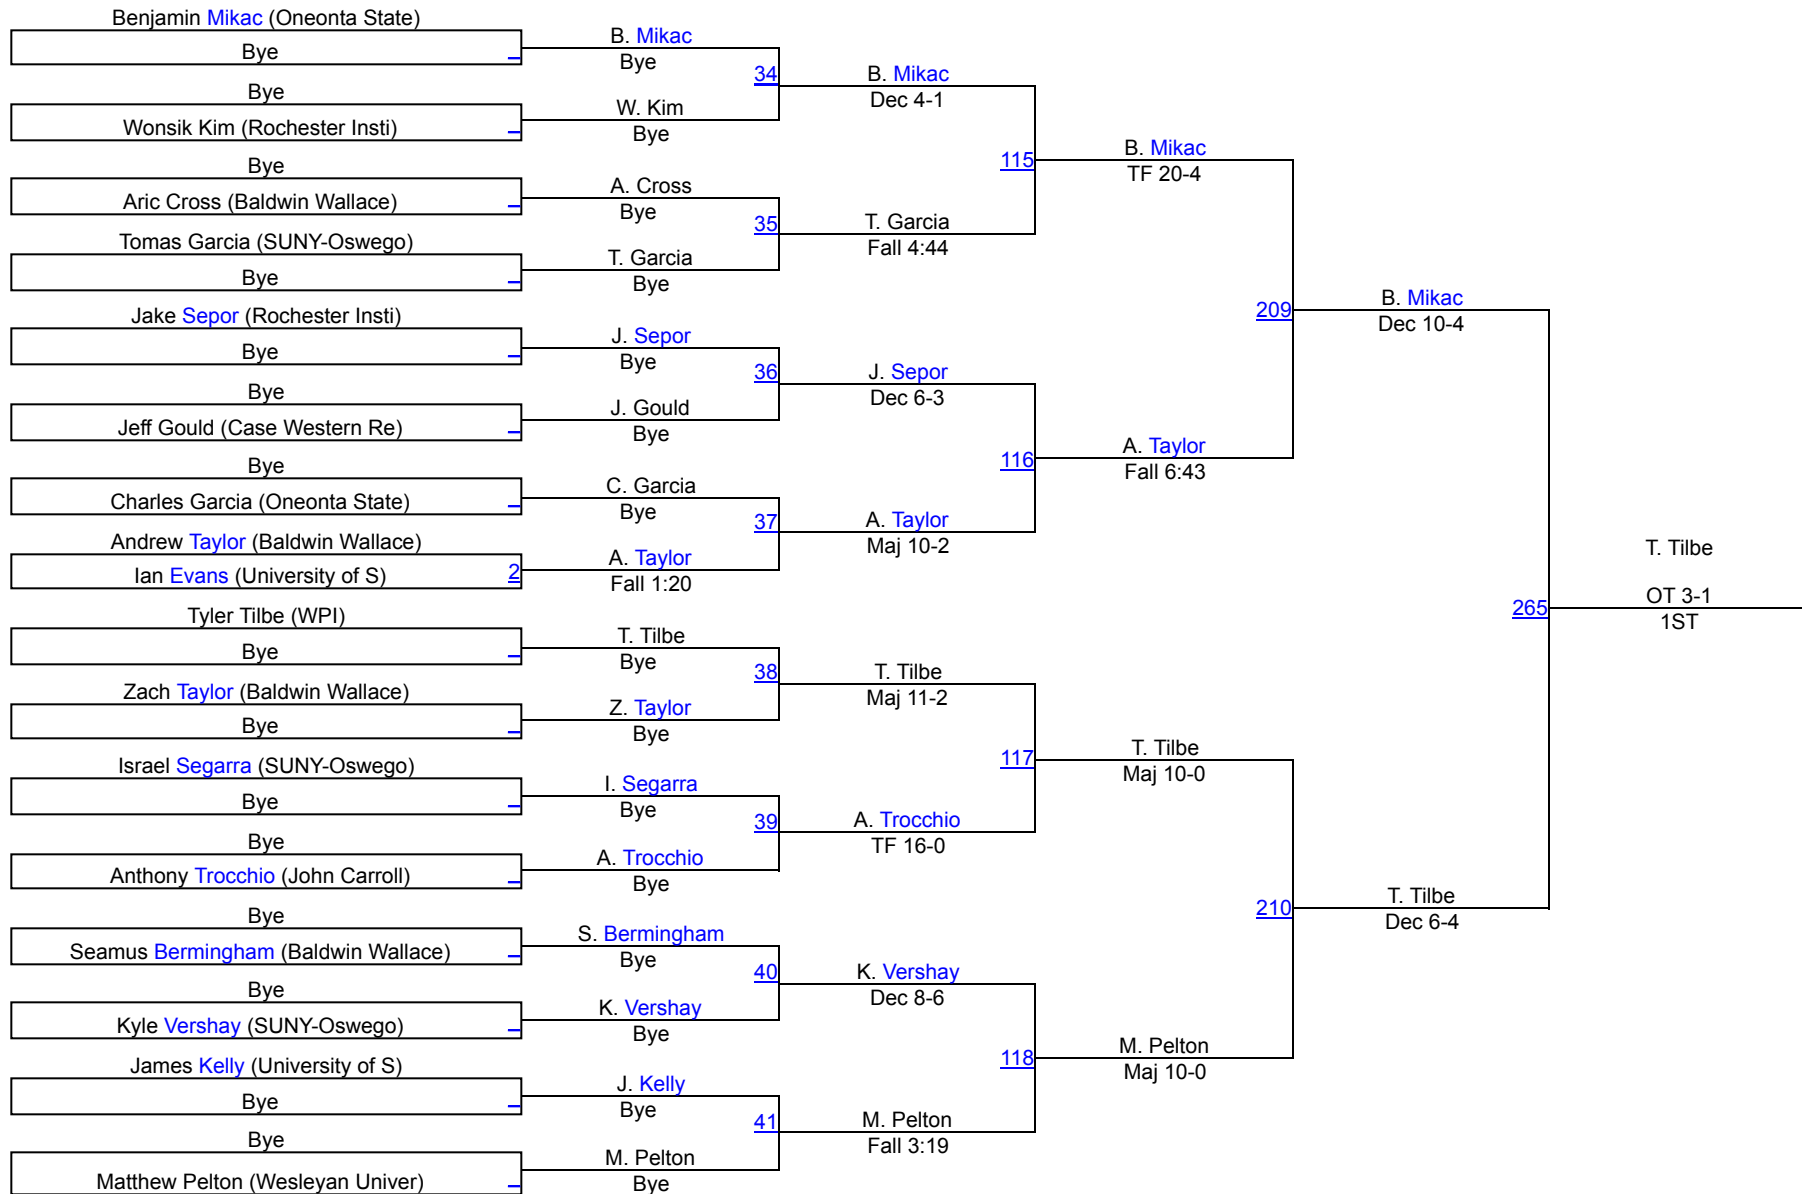 Benjamin Mikac (Oneonta State)
Bye
Bye
Wonsik Kim (Rochester Insti)
Bye
Aric Cross (Baldwin Wallace)
Tomas Garcia (SUNY-Oswego)
Bye
Jake Sepor (Rochester Insti)
Bye
Bye
Jeff Gould (Case Western Re)
Bye
Charles Garcia (Oneonta State)
Andrew Taylor (Baldwin Wallace)
Ian Evans (University of S) 2
Tyler Tilbe (WPI)
Bye
Zach Taylor (Baldwin Wallace)
Bye
Israel Segarra (SUNY-Oswego)
Bye
Bye
Anthony Trocchio (John Carroll)
Bye
Seamus Bermingham (Baldwin Wallace)
Bye
Kyle Vershay (SUNY-Oswego)
James Kelly (University of S)
Bye
Bye
Matthew Pelton (Wesleyan Univer)
B. Mikac
Bye
34
W. Kim
Bye
A. Cross
Bye
35
T. Garcia
Bye
J. Sepor
Bye
36
J. Gould
Bye
C. Garcia
Bye
37
A. Taylor
Fall 1:20
T. Tilbe
Bye
38
Z. Taylor
Bye
I. Segarra
Bye
39
A. Trocchio
Bye
S. Bermingham
Bye
40
K. Vershay
Bye
J. Kelly
Bye
41
M. Pelton
Bye
B. Mikac
Dec 4-1
115
T. Garcia
Fall 4:44
J. Sepor
Dec 6-3
116
A. Taylor
Maj 10-2
T. Tilbe
Maj 11-2
117
A. Trocchio
TF 16-0
K. Vershay
Dec 8-6
118
M. Pelton
Fall 3:19
B. Mikac
TF 20-4
209
A. Taylor
Fall 6:43
T. Tilbe
Maj 10-0
210
M. Pelton
Maj 10-0
B. Mikac
Dec 10-4
265
T. Tilbe
Dec 6-4
T. Tilbe
OT 3-1
1ST